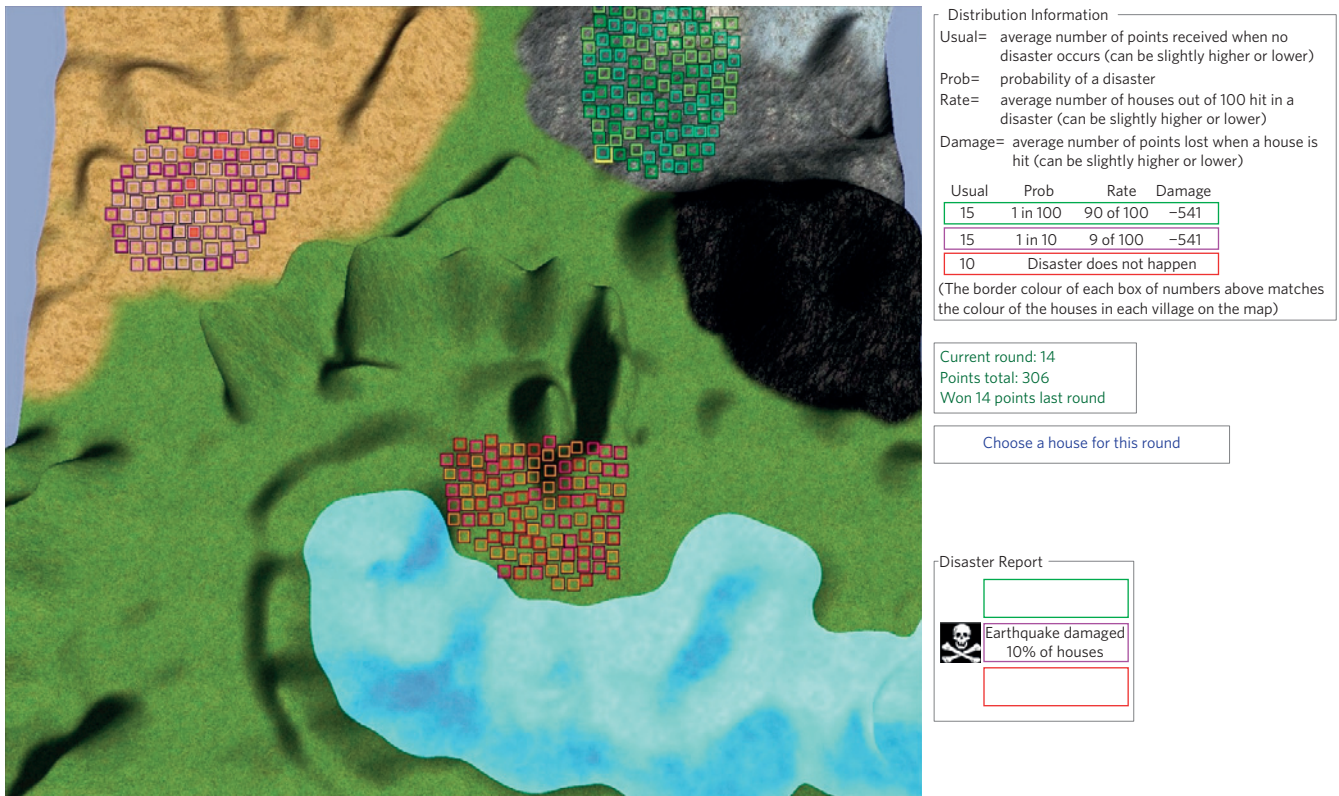 Distribution Information
Usual= average number of points received when no
disaster occurs (can be slightly higher or lower)
Prob= probability of a disaster
Rate= average number of houses out of 100 hit in a
disaster (can be slightly higher or lower)
Damage= average number of points lost when a house is
hit (can be slightly higher or lower)
Usual Prob Rate Damage
15 1 in 100 90 of 100 −541
15 1 in 10 9 of 100 −541
10 Disaster does not happen
(The border colour of each box of numbers above matches
the colour of the houses in each village on the map)
Current round: 14
Points total: 306
Won 14 points last round
Choose a house for this round
Disaster Report
Earthquake damaged
10% of houses